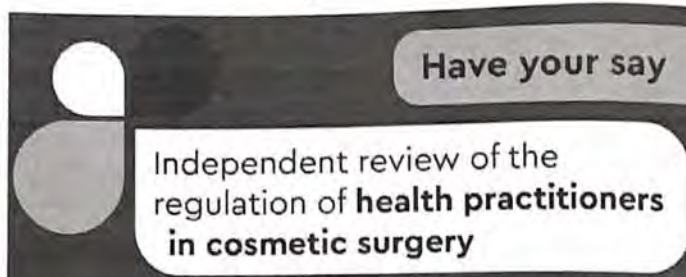 Have your say
Independent review of the
regulation of health practitioners
in cosmetic surgery